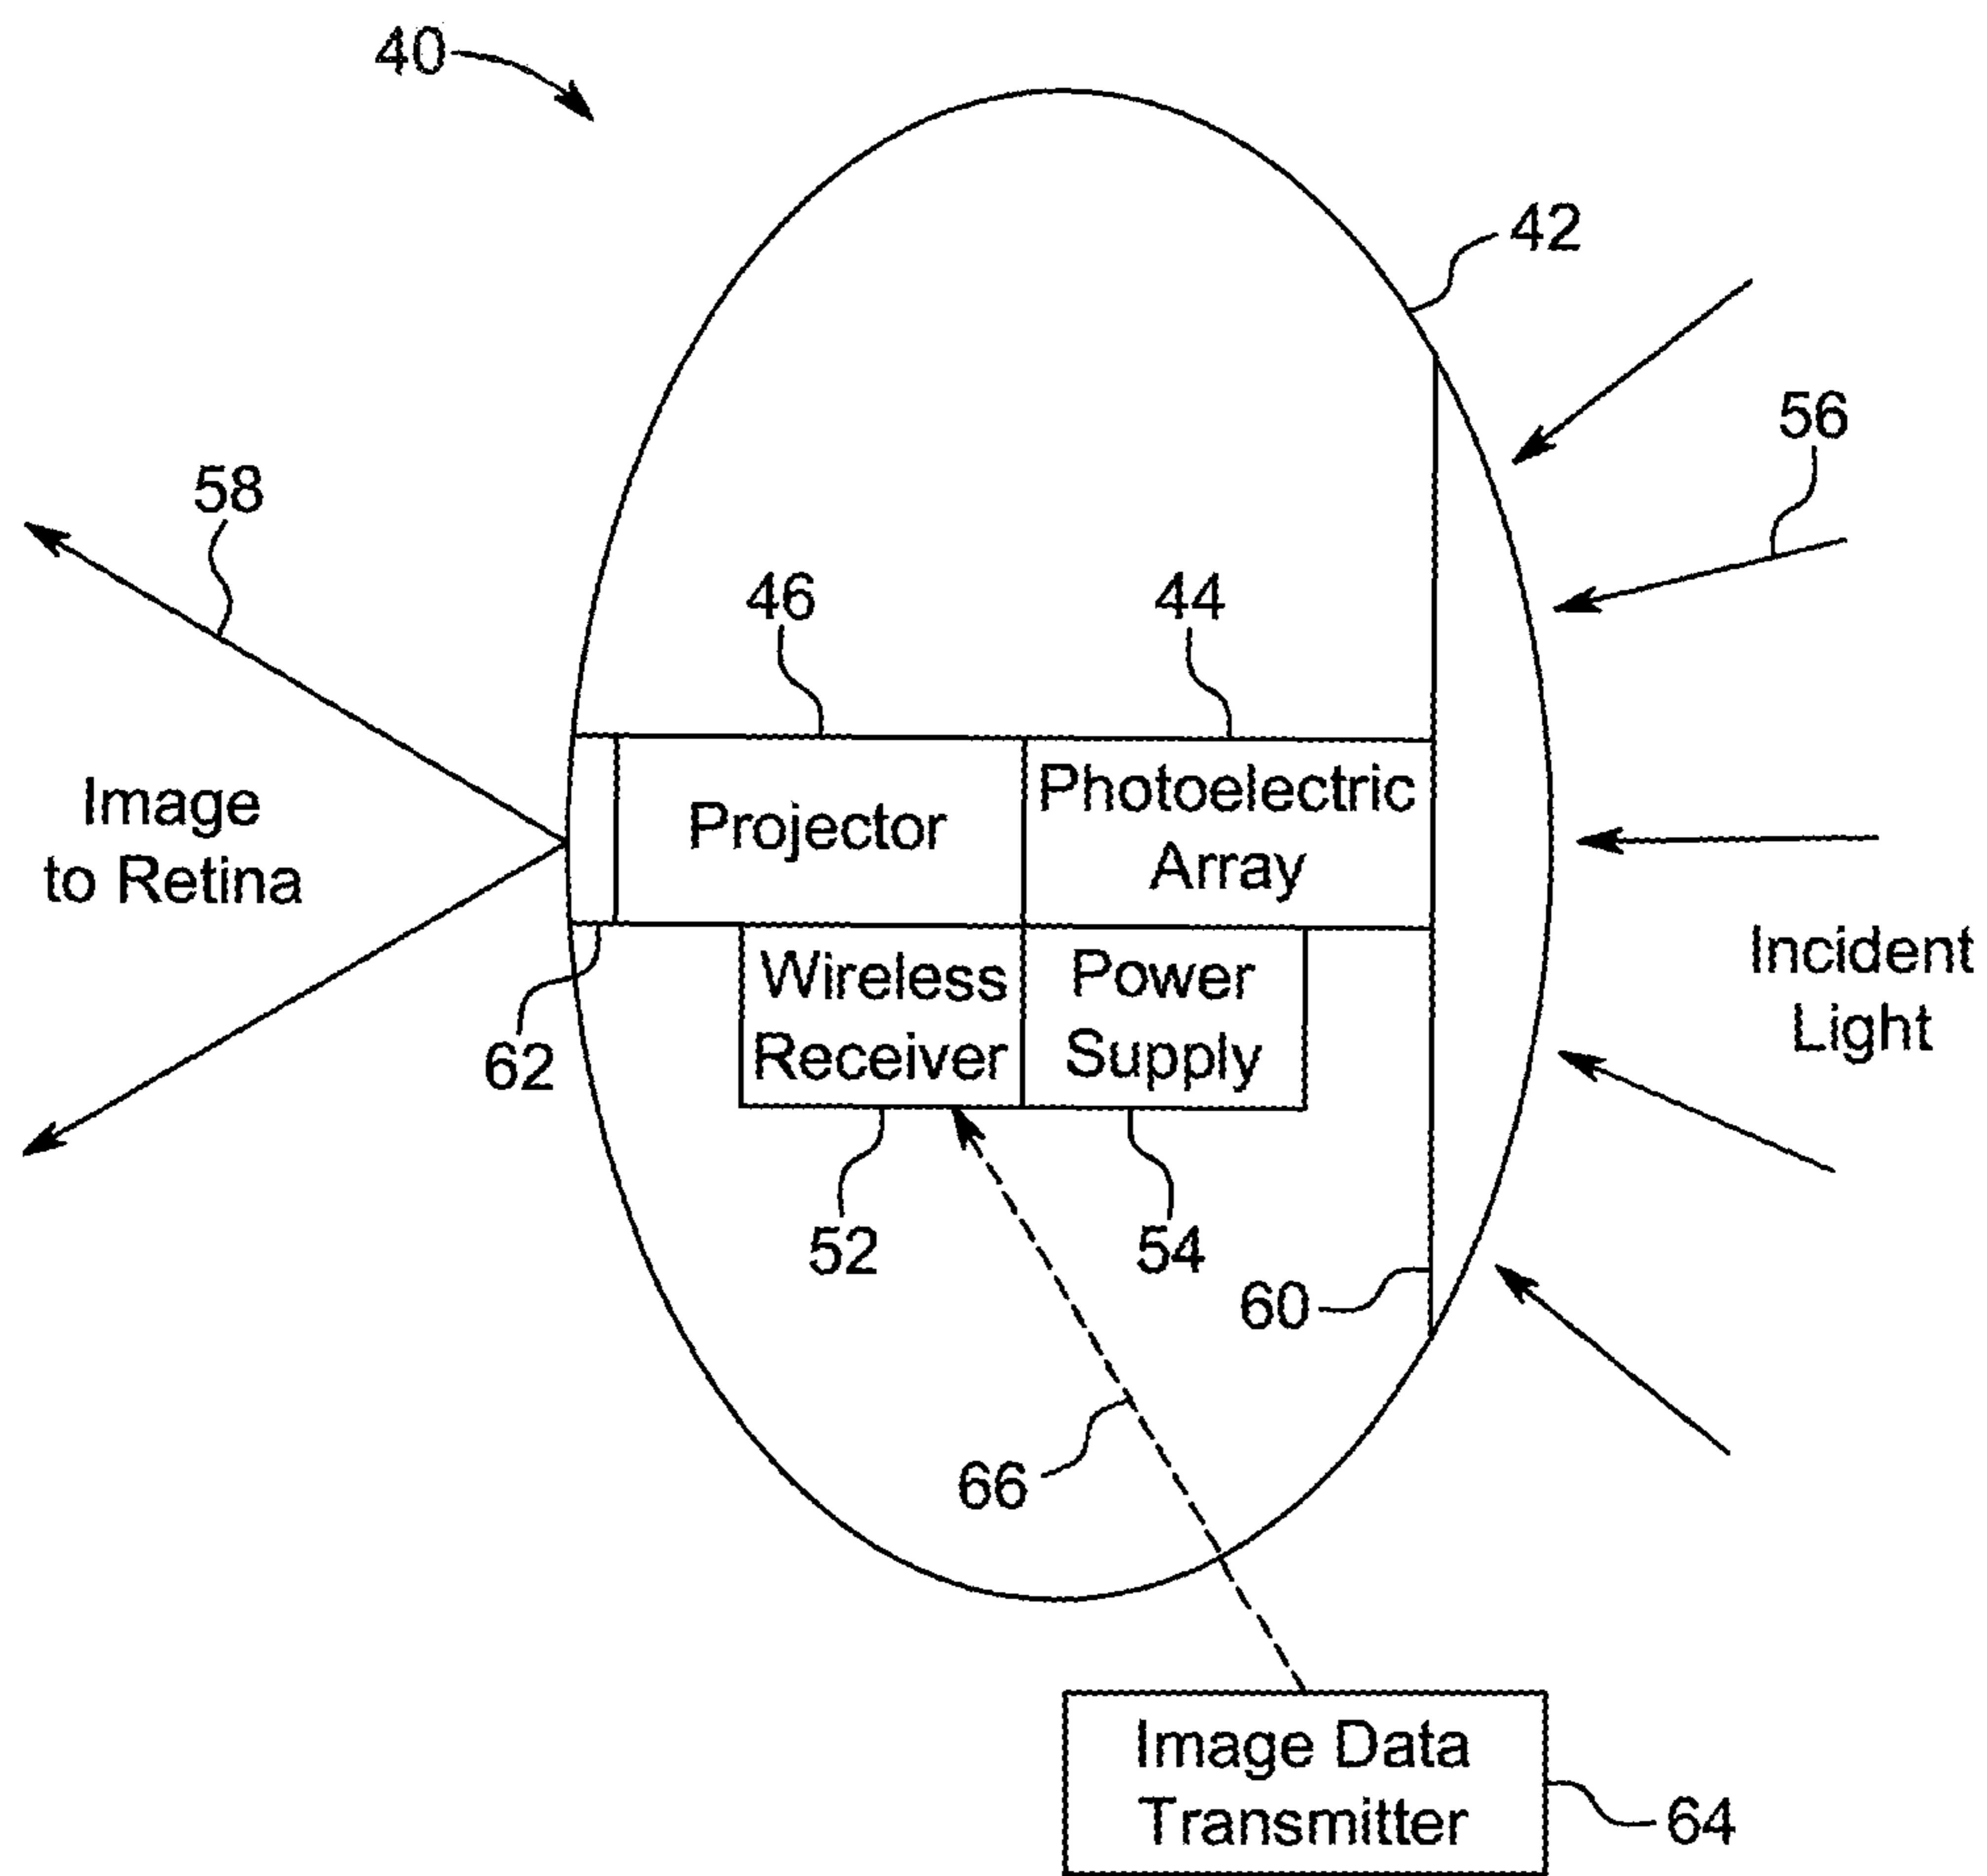 40
42
56
58
46
44
Image
to Retina
Projector
Photoelectric
Array
Incident
Light
Wireless
Receiver
Power
Supply
62
52
54
60
66
Image Data
Transmitter
64